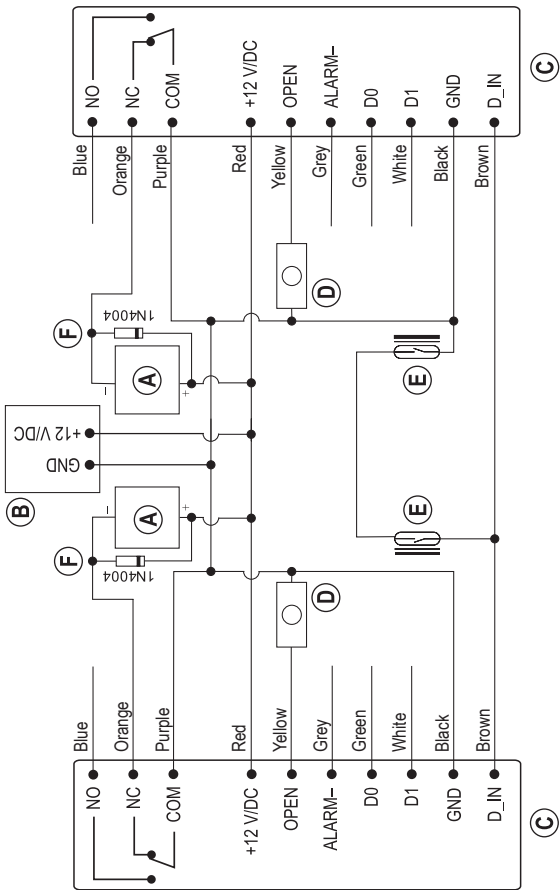 NO
NC
COM
+12 V/DC
OPEN
ALARM–
D0
D1
GND
D_IN
C
Blue
Orange
Purple
Red
Yellow
Grey
Green
White
Black
Brown
F
1N4004
A
–
+
D
E
B
+12 V/DC
GND
A
–
+
F
1N4004
D
E
Blue
Orange
Purple
Red
Yellow
Grey
Green
White
Black
Brown
NO
NC
COM
+12 V/DC
OPEN
ALARM–
D0
D1
GND
D_IN
C